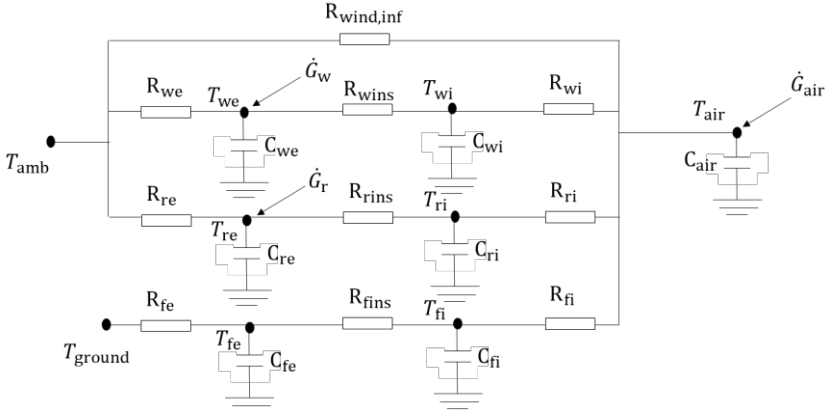 R_wind,inf
R_we
T_we
Ġ_w
R_wins
T_wi
R_wi
T_air
Ġ_air
T_amb
C_we
C_wi
C_air
R_re
T_re
Ġ_r
R_rins
T_ri
R_ri
C_re
C_ri
R_fe
T_fe
R_fins
T_fi
R_fi
T_ground
C_fe
C_fi